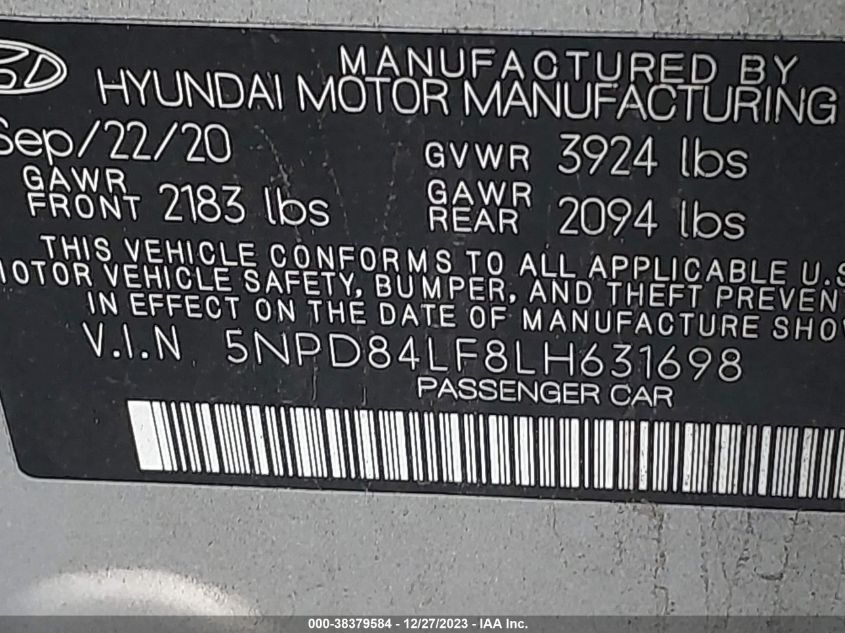 MANUFACTURED BY
HYUNDAI MOTOR MANUFACTURING
Sep/22/20 GVWR 3924 lbs
GAWR FRONT 2183 lbs GAWR REAR 2094 lbs
THIS VEHICLE CONFORMS TO ALL APPLICABLE U.S
MOTOR VEHICLE SAFETY, BUMPER, AND THEFT PREVEN
IN EFFECT ON THE DATE OF MANUFACTURE SHO
V.I.N 5NPD84LF8LH631698
PASSENGER CAR
000-38379584 - 12/27/2023 - IAA Inc.